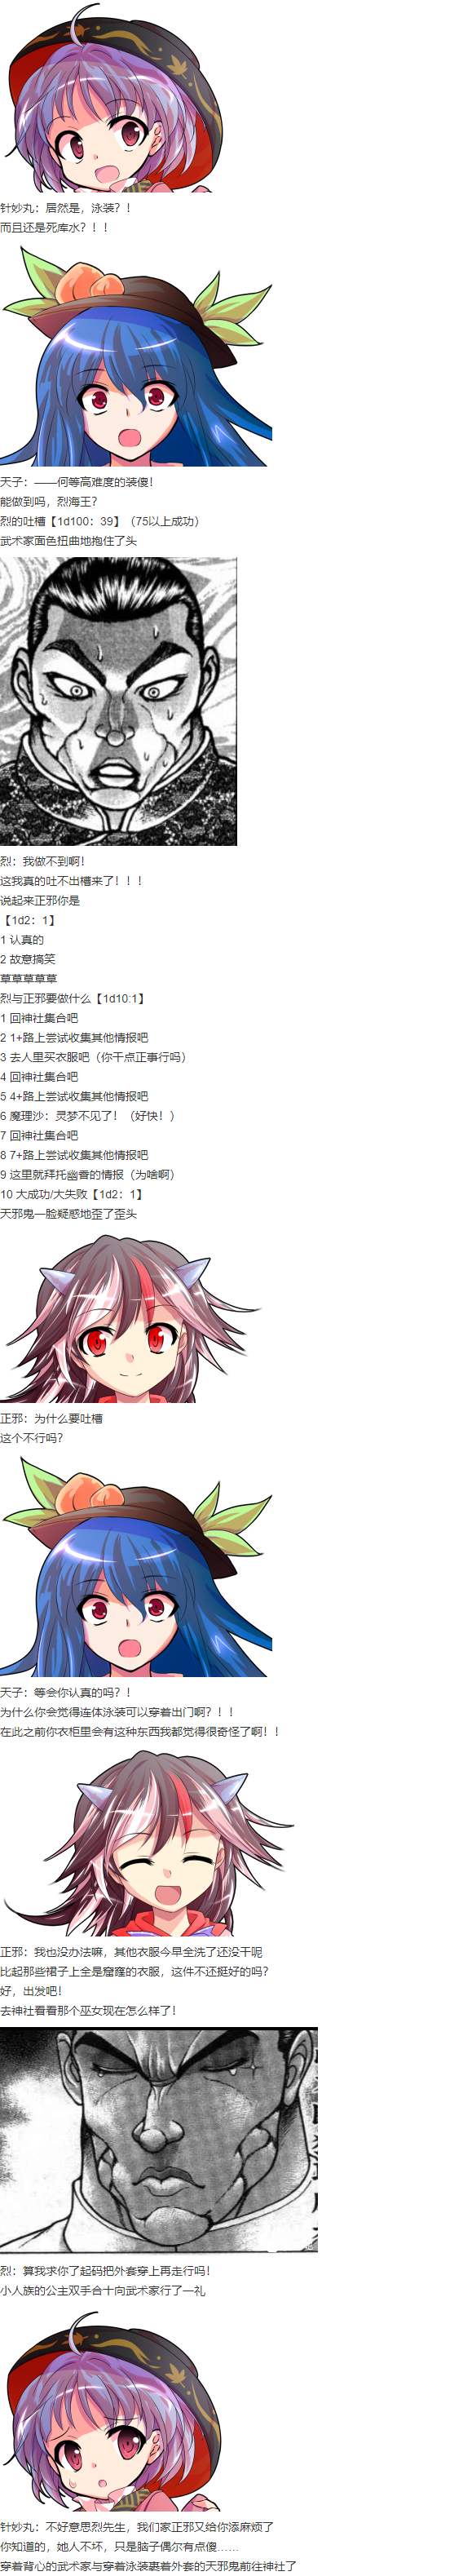 针妙丸：居然是，泳装？！
而且还是死库水？！！
天子：——何等高难度的装傻！
能做到吗，烈海王？
烈的吐槽【1d100：39】（75以上成功）
武术家面色扭曲地抱住了头
烈：我做不到啊！
这我真的吐不出槽来了！！！
说起来正邪你是
【1d2：1】
1 认真的
2 故意搞笑
草草草草草
烈与正邪要做什么【1d10:1】
1 回神社集合吧
2 1+路上尝试收集其他情报吧
3 去人里买衣服吧（你干点正事行吗）
4 回神社集合吧
5 4+路上尝试收集其他情报吧
6 魔理沙：灵梦不见了！（好快！）
7 回神社集合吧
8 7+路上尝试收集其他情报吧
9 这里就拜托幽香的情报（为啥啊）
10 大成功/大失败【1d2：1】
天邪鬼一脸疑惑地歪了歪头
正邪：为什么要吐槽
这个不行吗？
天子：等会你认真的吗？！
为什么你会觉得连体泳装可以穿着出门啊？！！
在此之前你衣柜里会有这种东西我都觉得很奇怪了啊！！
正邪：我也没办法嘛，其他衣服今早全洗了还没干呢
比起那些裙子上全是窟窿的衣服，这件不还挺好的吗？
好，出发吧！
去神社看看那个巫女现在怎么样了！
烈：算我求你了起码把外套穿上再走行吗！
小人族的公主双手合十向武术家行了一礼
针妙丸：不好意思烈先生，我们家正邪又给你添麻烦了
你知道的，她人不坏，只是脑子偶尔有点傻……
穿着背心的武术家与穿着泳装裹着外套的天邪鬼前往神社了